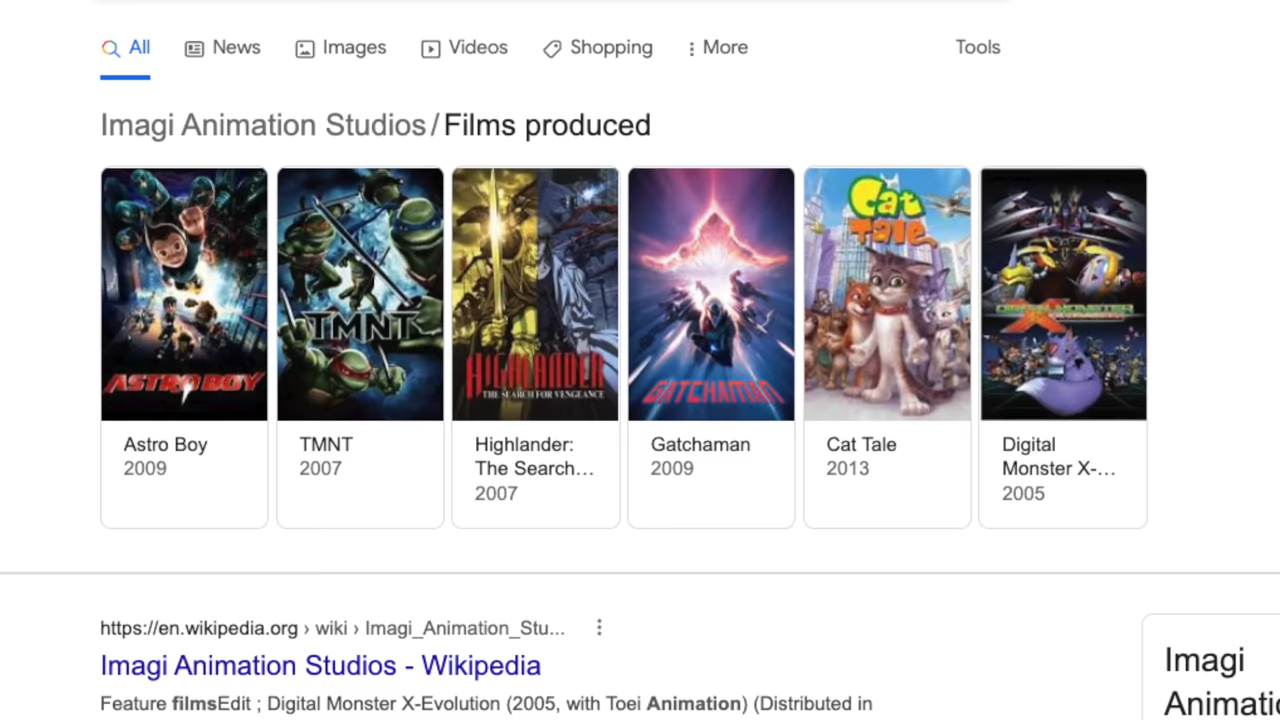 All News Images Videos Shopping More Tools
Imagi Animation Studios / Films produced
ASTRO BOY
TMNT
HIGHLANDER
THE SEARCH FOR VENGEANCE
GATCHAMAN
Cat
Tale
Astro Boy
2009
TMNT
2007
Highlander:
The Search...
2007
Gatchaman
2009
Cat Tale
2013
Digital
Monster X-...
2005
https://en.wikipedia.org › wiki › Imagi_Animation_Stu...
Imagi Animation Studios - Wikipedia
Feature filmsEdit ; Digital Monster X-Evolution (2005, with Toei Animation) (Distributed in
Imagi